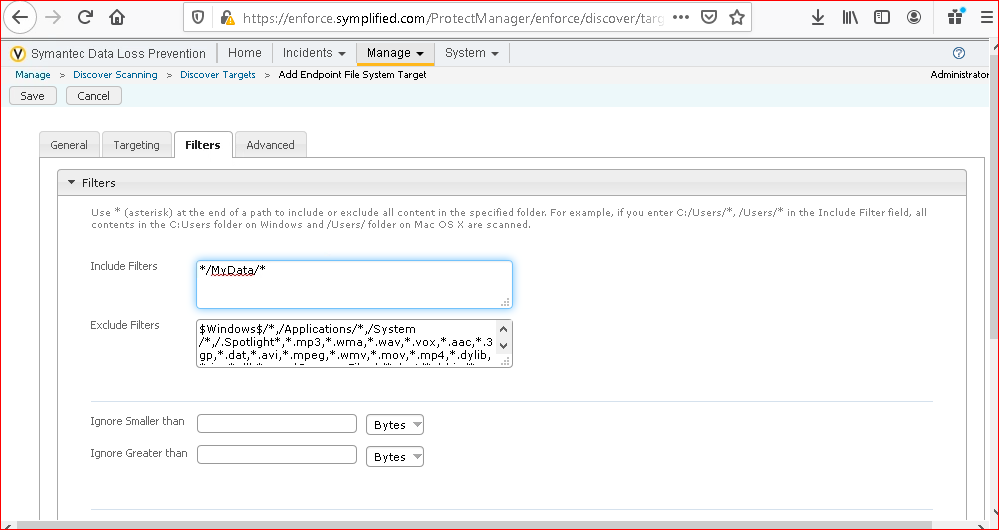 https://enforce.symplified.com/ProtectManager/enforce/discover/targ
Symantec Data Loss Prevention Home Incidents Manage System
Manage > Discover Scanning > Discover Targets > Add Endpoint File System Target Administrator
Save Cancel
General Targeting Filters Advanced
Filters
Use * (asterisk) at the end of a path to include or exclude all content in the specified folder. For example, if you enter C:/Users/*, /Users/* in the Include Filter field, all
contents in the C:Users folder on Windows and /Users/ folder on Mac OS X are scanned.
Include Filters
*/MyData/*
Exclude Filters
$Windows$/*,/Applications/*,/System
/*,/.Spotlight*,*.mp3,*.wma,*.wav,*.vox,*.aac,*.3
gp,*.dat,*.avi,*.mpeg,*.wmv,*.mov,*.mp4,*.dylib,
Ignore Smaller than Bytes
Ignore Greater than Bytes